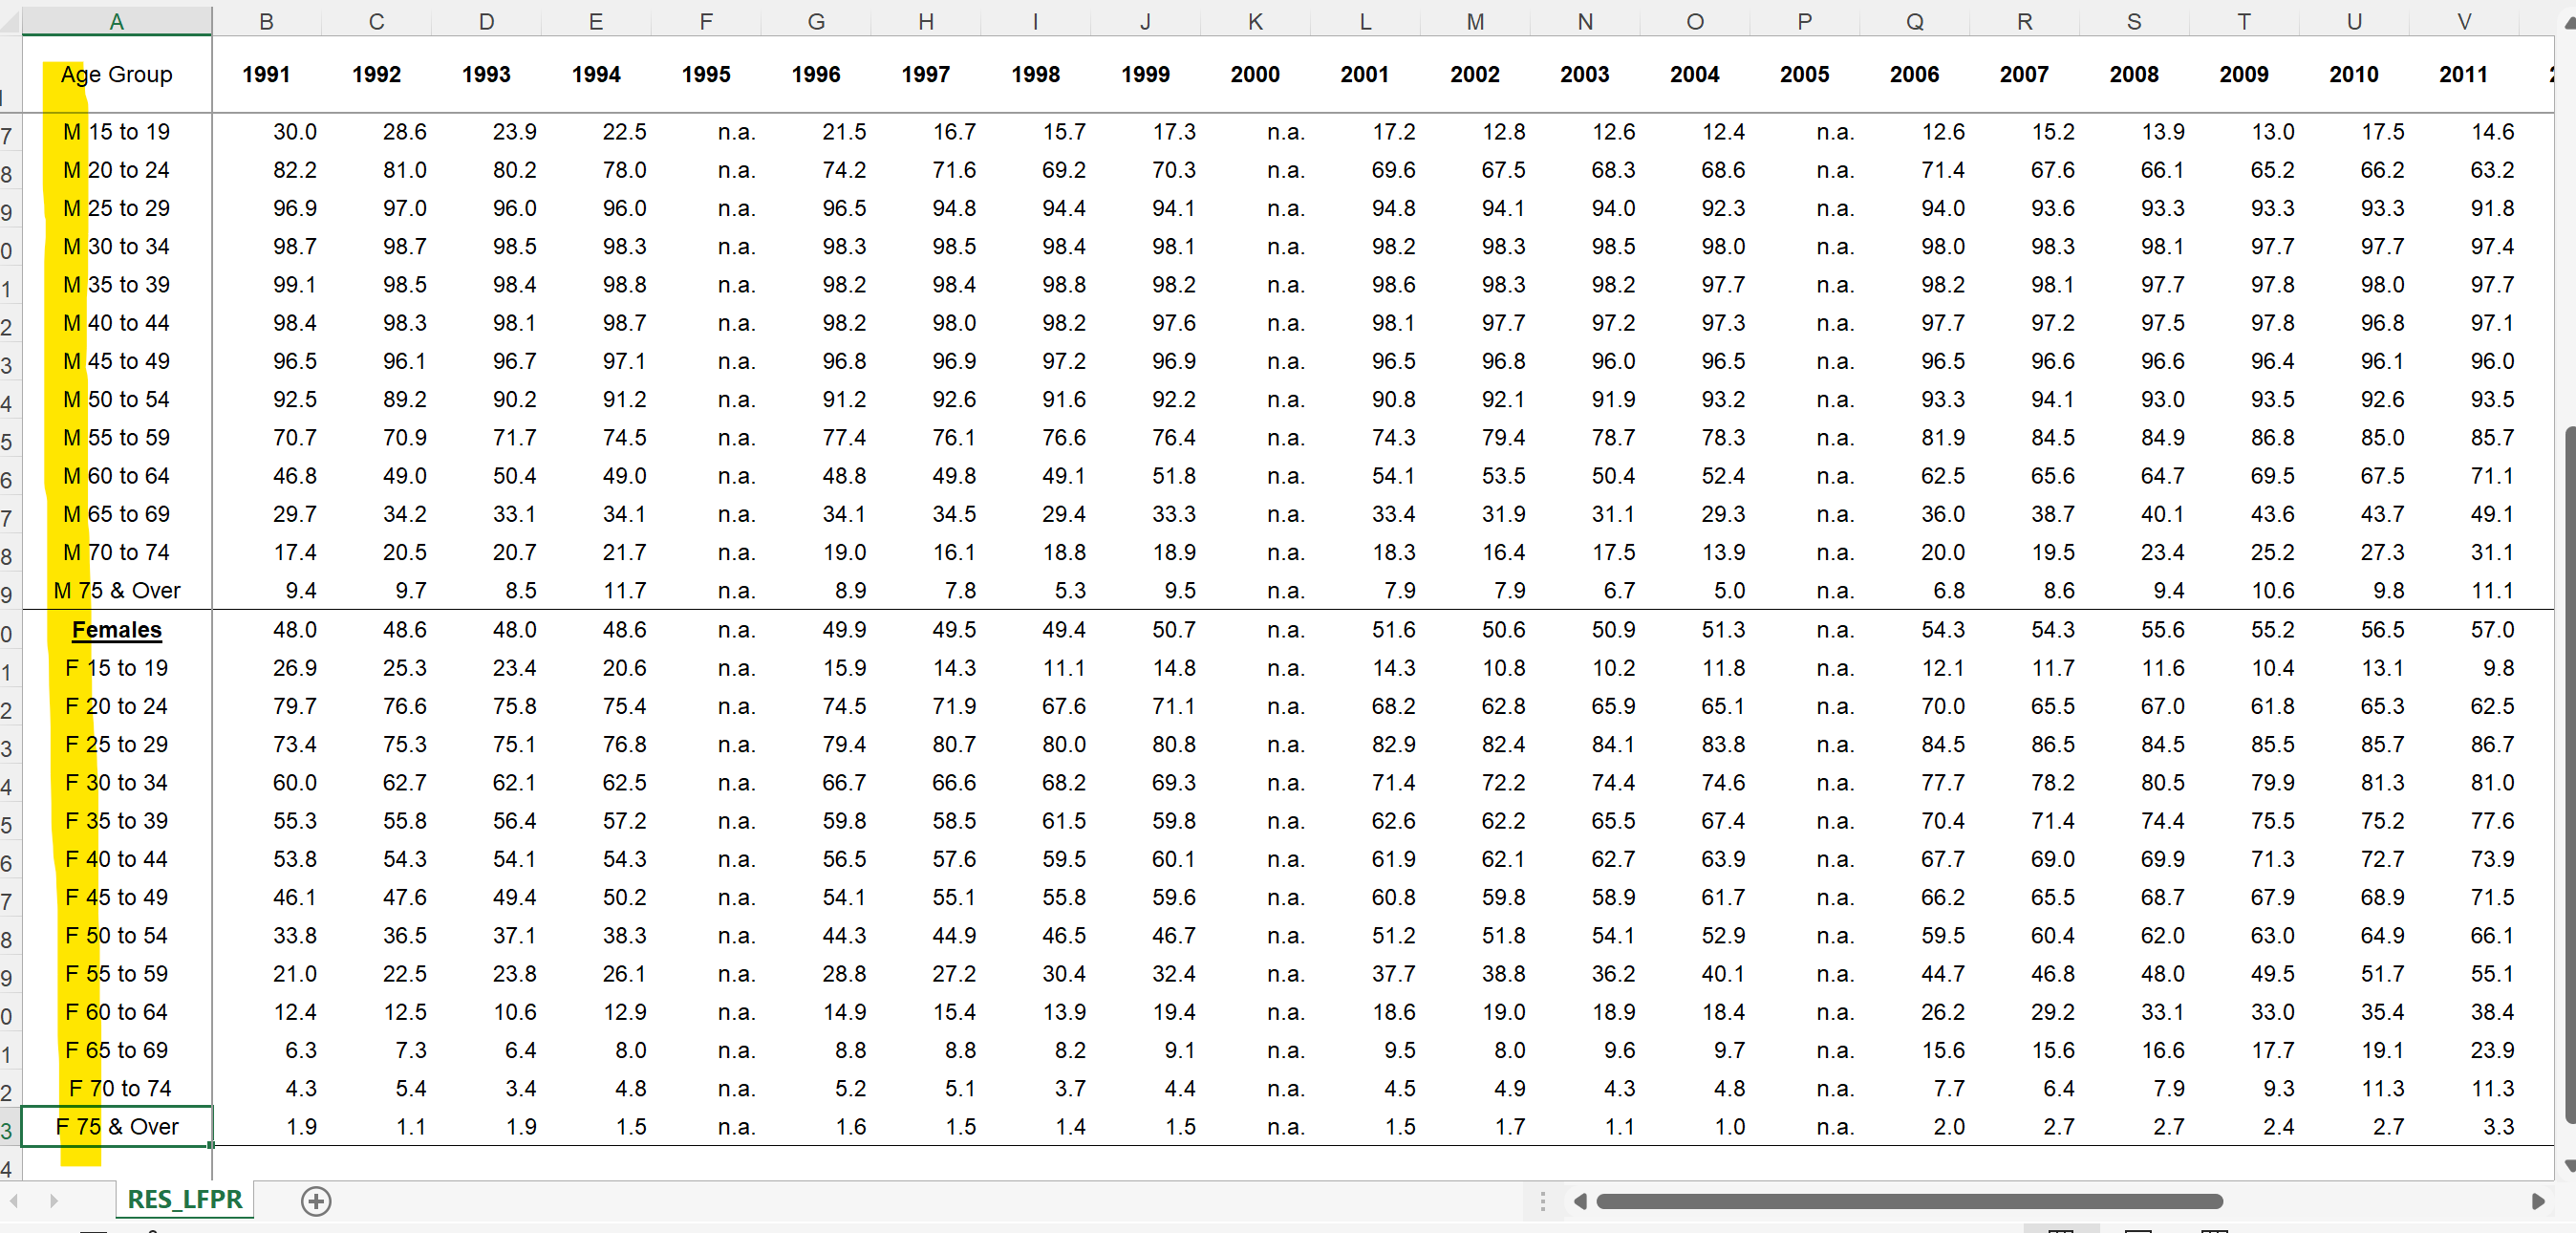 A B C D E F G H I J K L M N O P Q R S T U V
Age Group 1991 1992 1993 1994 1995 1996 1997 1998 1999 2000 2001 2002 2003 2004 2005 2006 2007 2008 2009 2010 2011
7 M 15 to 19 30.0 28.6 23.9 22.5 n.a. 21.5 16.7 15.7 17.3 n.a. 17.2 12.8 12.6 12.4 n.a. 12.6 15.2 13.9 13.0 17.5 14.6
8 M 20 to 24 82.2 81.0 80.2 78.0 n.a. 74.2 71.6 69.2 70.3 n.a. 69.6 67.5 68.3 68.6 n.a. 71.4 67.6 66.1 65.2 66.2 63.2
9 M 25 to 29 96.9 97.0 96.0 96.0 n.a. 96.5 94.8 94.4 94.1 n.a. 94.8 94.1 94.0 92.3 n.a. 94.0 93.6 93.3 93.3 93.3 91.8
0 M 30 to 34 98.7 98.7 98.5 98.3 n.a. 98.3 98.5 98.4 98.1 n.a. 98.2 98.3 98.5 98.0 n.a. 98.0 98.3 98.1 97.7 97.7 97.4
1 M 35 to 39 99.1 98.5 98.4 98.8 n.a. 98.2 98.4 98.8 98.2 n.a. 98.6 98.3 98.2 97.7 n.a. 98.2 98.1 97.7 97.8 98.0 97.7
2 M 40 to 44 98.4 98.3 98.1 98.7 n.a. 98.2 98.0 98.2 97.6 n.a. 98.1 97.7 97.2 97.3 n.a. 97.7 97.2 97.5 97.8 96.8 97.1
3 M 45 to 49 96.5 96.1 96.7 97.1 n.a. 96.8 96.9 97.2 96.9 n.a. 96.5 96.8 96.0 96.5 n.a. 96.5 96.6 96.6 96.4 96.1 96.0
4 M 50 to 54 92.5 89.2 90.2 91.2 n.a. 91.2 92.6 91.6 92.2 n.a. 90.8 92.1 91.9 93.2 n.a. 93.3 94.1 93.0 93.5 92.6 93.5
5 M 55 to 59 70.7 70.9 71.7 74.5 n.a. 77.4 76.1 76.6 76.4 n.a. 74.3 79.4 78.7 78.3 n.a. 81.9 84.5 84.9 86.8 85.0 85.7
6 M 60 to 64 46.8 49.0 50.4 49.0 n.a. 48.8 49.8 49.1 51.8 n.a. 54.1 53.5 50.4 52.4 n.a. 62.5 65.6 64.7 69.5 67.5 71.1
7 M 65 to 69 29.7 34.2 33.1 34.1 n.a. 34.1 34.5 29.4 33.3 n.a. 33.4 31.9 31.1 29.3 n.a. 36.0 38.7 40.1 43.6 43.7 49.1
8 M 70 to 74 17.4 20.5 20.7 21.7 n.a. 19.0 16.1 18.8 18.9 n.a. 18.3 16.4 17.5 13.9 n.a. 20.0 19.5 23.4 25.2 27.3 31.1
9 M 75 & Over 9.4 9.7 8.5 11.7 n.a. 8.9 7.8 5.3 9.5 n.a. 7.9 7.9 6.7 5.0 n.a. 6.8 8.6 9.4 10.6 9.8 11.1
0 Females 48.0 48.6 48.0 48.6 n.a. 49.9 49.5 49.4 50.7 n.a. 51.6 50.6 50.9 51.3 n.a. 54.3 54.3 55.6 55.2 56.5 57.0
1 F 15 to 19 26.9 25.3 23.4 20.6 n.a. 15.9 14.3 11.1 14.8 n.a. 14.3 10.8 10.2 11.8 n.a. 12.1 11.7 11.6 10.4 13.1 9.8
2 F 20 to 24 79.7 76.6 75.8 75.4 n.a. 74.5 71.9 67.6 71.1 n.a. 68.2 62.8 65.9 65.1 n.a. 70.0 65.5 67.0 61.8 65.3 62.5
3 F 25 to 29 73.4 75.3 75.1 76.8 n.a. 79.4 80.7 80.0 80.8 n.a. 82.9 82.4 84.1 83.8 n.a. 84.5 86.5 84.5 85.5 85.7 86.7
4 F 30 to 34 60.0 62.7 62.1 62.5 n.a. 66.7 66.6 68.2 69.3 n.a. 71.4 72.2 74.4 74.6 n.a. 77.7 78.2 80.5 79.9 81.3 81.0
5 F 35 to 39 55.3 55.8 56.4 57.2 n.a. 59.8 58.5 61.5 59.8 n.a. 62.6 62.2 65.5 67.4 n.a. 70.4 71.4 74.4 75.5 75.2 77.6
6 F 40 to 44 53.8 54.3 54.1 54.3 n.a. 56.5 57.6 59.5 60.1 n.a. 61.9 62.1 62.7 63.9 n.a. 67.7 69.0 69.9 71.3 72.7 73.9
7 F 45 to 49 46.1 47.6 49.4 50.2 n.a. 54.1 55.1 55.8 59.6 n.a. 60.8 59.8 58.9 61.7 n.a. 66.2 65.5 68.7 67.9 68.9 71.5
8 F 50 to 54 33.8 36.5 37.1 38.3 n.a. 44.3 44.9 46.5 46.7 n.a. 51.2 51.8 54.1 52.9 n.a. 59.5 60.4 62.0 63.0 64.9 66.1
9 F 55 to 59 21.0 22.5 23.8 26.1 n.a. 28.8 27.2 30.4 32.4 n.a. 37.7 38.8 36.2 40.1 n.a. 44.7 46.8 48.0 49.5 51.7 55.1
0 F 60 to 64 12.4 12.5 10.6 12.9 n.a. 14.9 15.4 13.9 19.4 n.a. 18.6 19.0 18.9 18.4 n.a. 26.2 29.2 33.1 33.0 35.4 38.4
1 F 65 to 69 6.3 7.3 6.4 8.0 n.a. 8.8 8.8 8.2 9.1 n.a. 9.5 8.0 9.6 9.7 n.a. 15.6 15.6 16.6 17.7 19.1 23.9
2 F 70 to 74 4.3 5.4 3.4 4.8 n.a. 5.2 5.1 3.7 4.4 n.a. 4.5 4.9 4.3 4.8 n.a. 7.7 6.4 7.9 9.3 11.3 11.3
3 F 75 & Over 1.9 1.1 1.9 1.5 n.a. 1.6 1.5 1.4 1.5 n.a. 1.5 1.7 1.1 1.0 n.a. 2.0 2.7 2.7 2.4 2.7 3.3
4
RES_LFPR